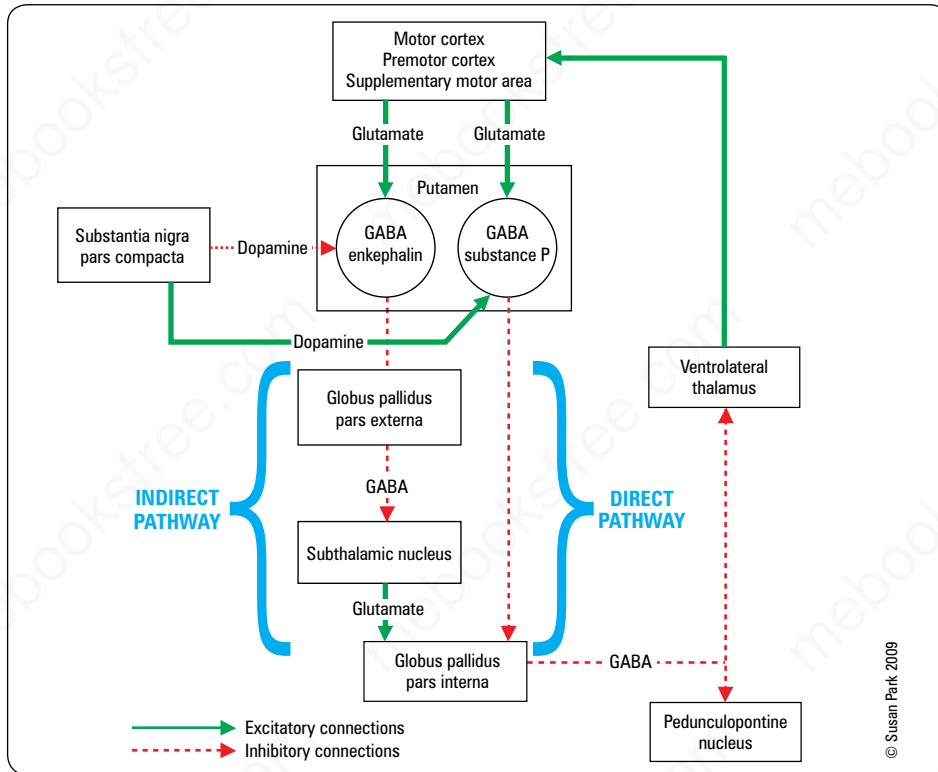 Motor cortex
Premotor cortex
Supplementary motor area
Glutamate
Glutamate
Putamen
Substantia nigra
pars compacta
Dopamine
GABA
enkephalin
GABA
substance P
Dopamine
Ventrolateral
thalamus
Globus pallidus
pars externa
INDIRECT
PATHWAY
GABA
DIRECT
PATHWAY
Subthalamic nucleus
Glutamate
Globus pallidus
pars interna
GABA
Pedunculopontine
nucleus
Excitatory connections
Inhibitory connections
© Susan Park 2009
mebooksfree.com